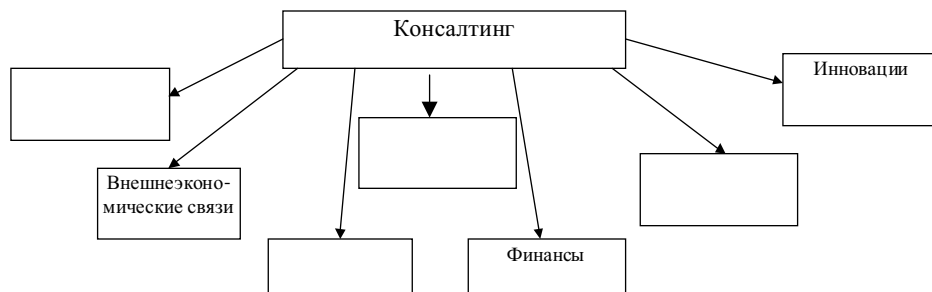 Консалтинг
Инновации
Внешнеэконо-
мические связи
Финансы